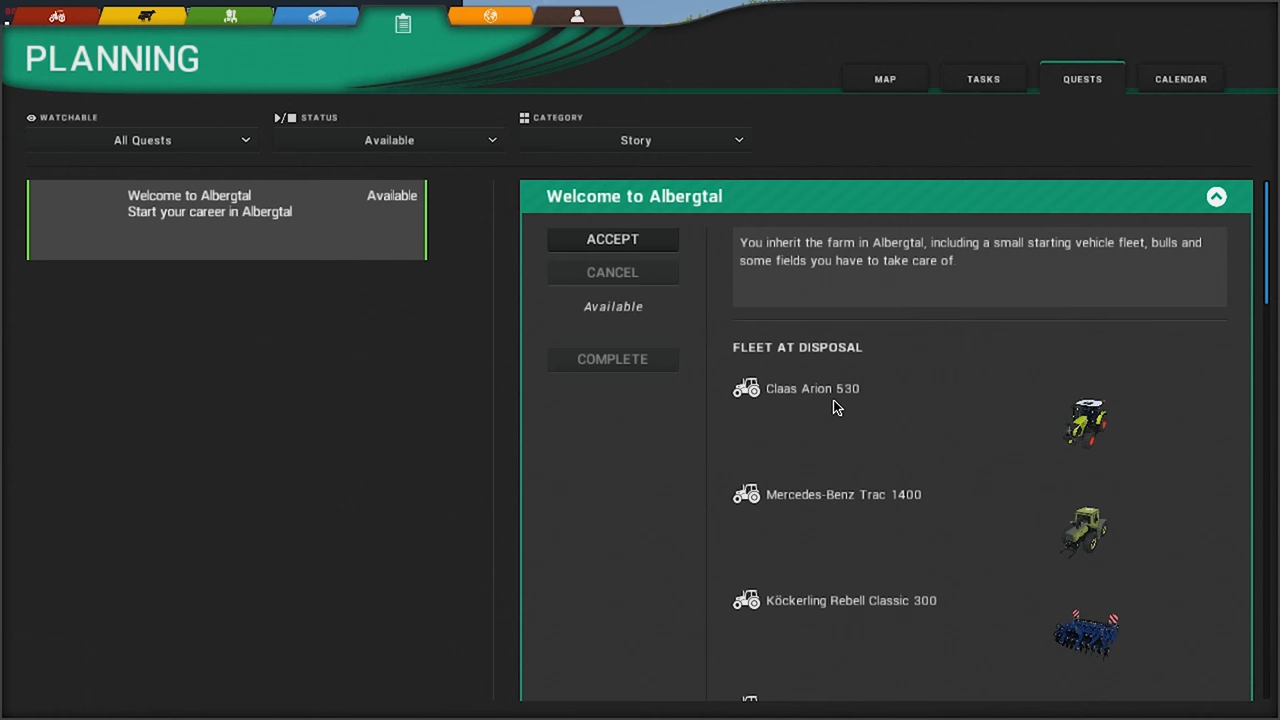 PLANNING
MAP
TASKS
QUESTS
CALENDAR
WATCHABLE
STATUS
CATEGORY
All Quests
Available
Story
Welcome to Albergtal
Available
Start your career in Albergtal
Welcome to Albergtal
ACCEPT
CANCEL
Available
COMPLETE
You inherit the farm in Albergtal, including a small starting vehicle fleet, bulls and
some fields you have to take care of.
FLEET AT DISPOSAL
Claas Arion 530
Mercedes-Benz Trac 1400
Köckerling Rebell Classic 300